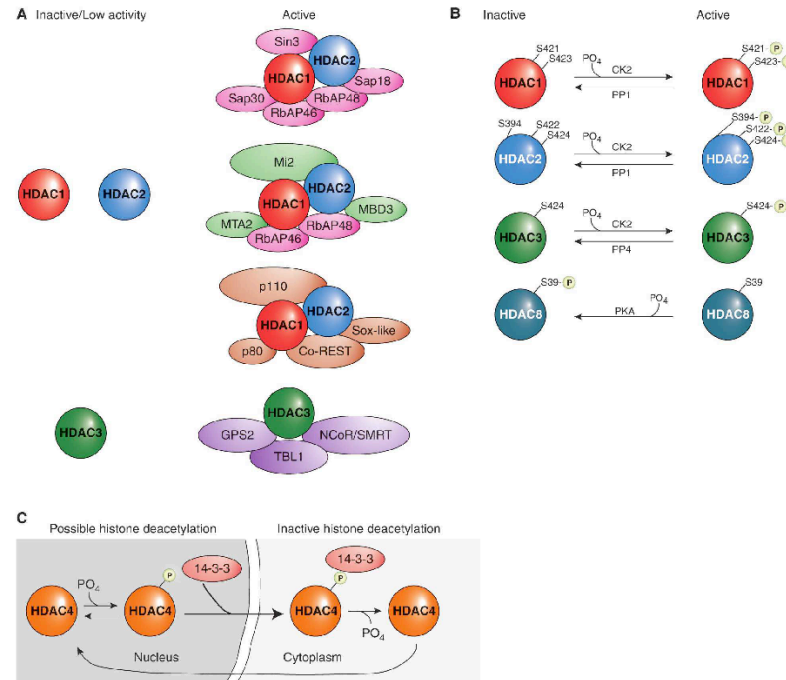 A
Inactive/Low activity
Active
Sin3
HDAC2
HDAC1
Sap18
Sap30
RbAP48
RbAP46
Mi2
HDAC1
HDAC2
HDAC2
HDAC1
MBD3
MTA2
RbAP48
RbAP46
p110
HDAC2
HDAC1
Sox-like
p80
Co-REST
HDAC3
HDAC3
GPS2
NCoR/SMRT
TBL1
B
Inactive
Active
S421
S423
HDAC1
PO4
CK2
PP1
S421-P
S423-
HDAC1
S394
S422
S424
HDAC2
PO4
CK2
PP1
S394-P
S422-P
S424-
HDAC2
S424
HDAC3
PO4
CK2
PP4
S424-P
HDAC3
S39-P
HDAC8
PKA
PO4
S39
HDAC8
C
Possible histone deacetylation
Inactive histone deacetylation
14-3-3
14-3-3
P
P
PO4
HDAC4
HDAC4
HDAC4
HDAC4
PO4
Nucleus
Cytoplasm